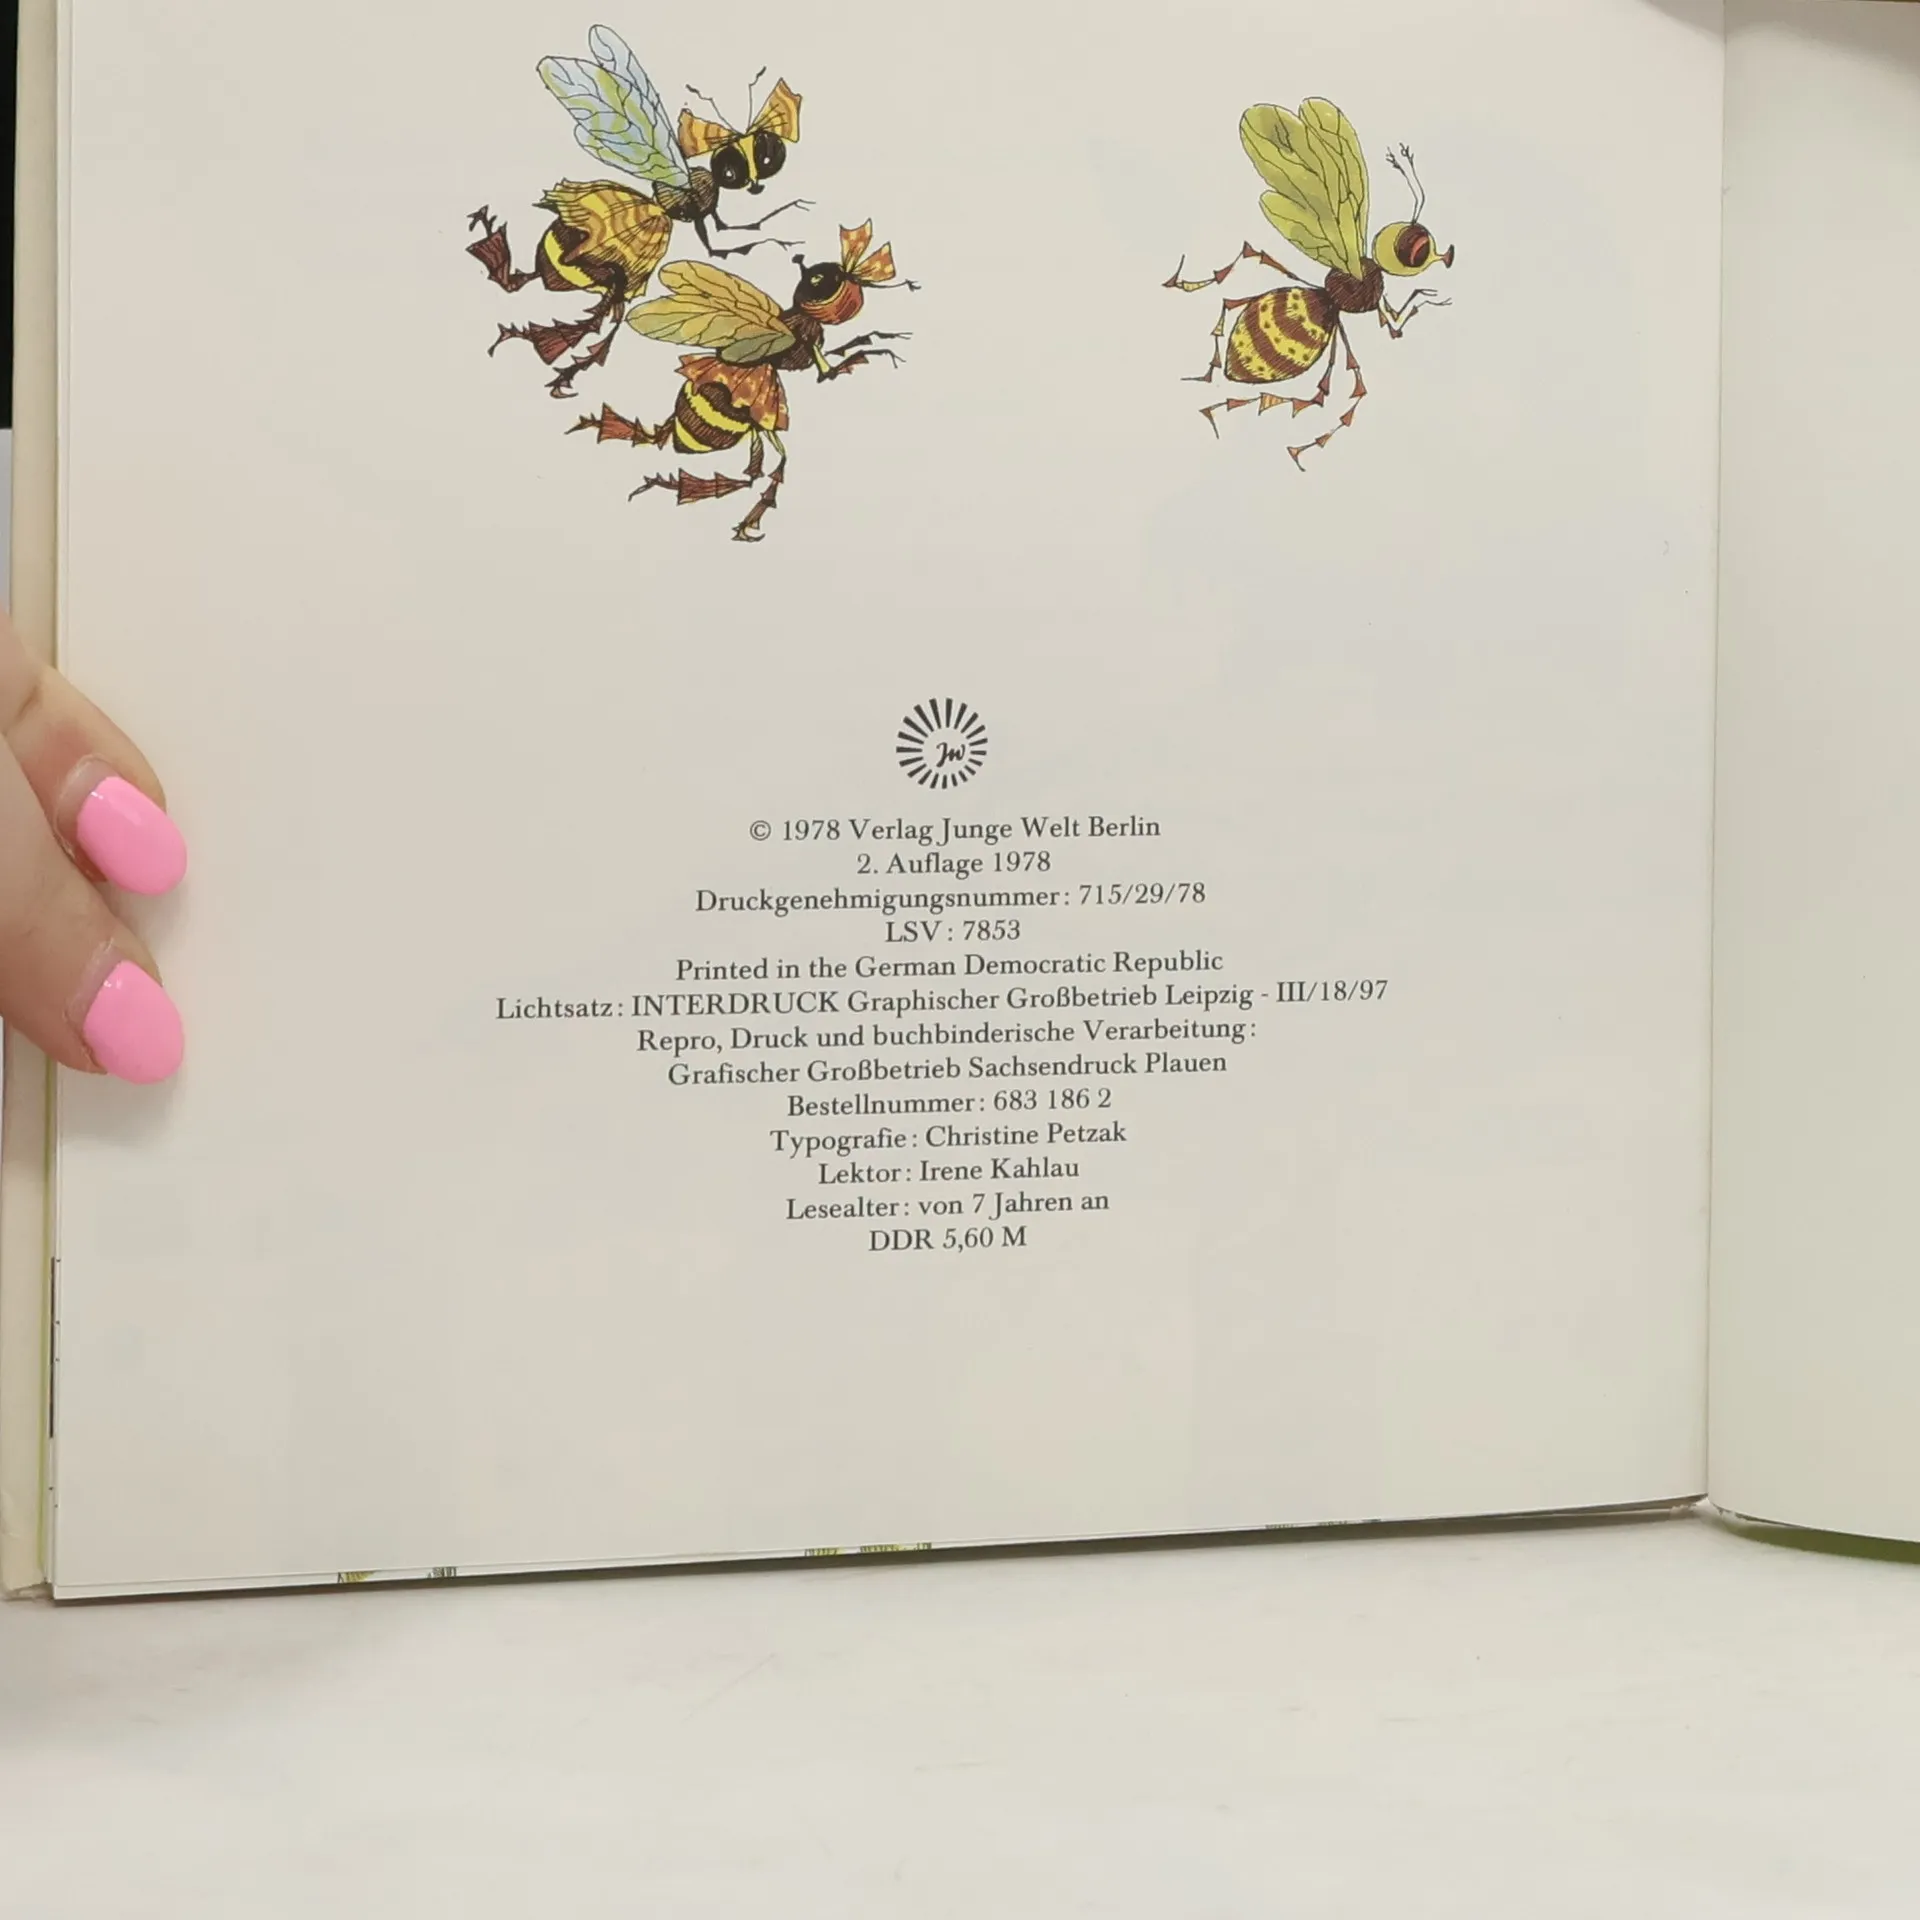 Jw
© 1978 Verlag Junge Welt Berlin
2. Auflage 1978
Druckgenehmigungsnummer: 715/29/78
LSV: 7853
Printed in the German Democratic Republic
Lichtsatz: INTERDRUCK Graphischer Großbetrieb Leipzig - III/18/97
Repro, Druck und buchbinderische Verarbeitung:
Grafischer Großbetrieb Sachsendruck Plauen
Bestellnummer: 683 186 2
Typografie: Christine Petzak
Lektor: Irene Kahlau
Lesealter: von 7 Jahren an
DDR 5,60 M